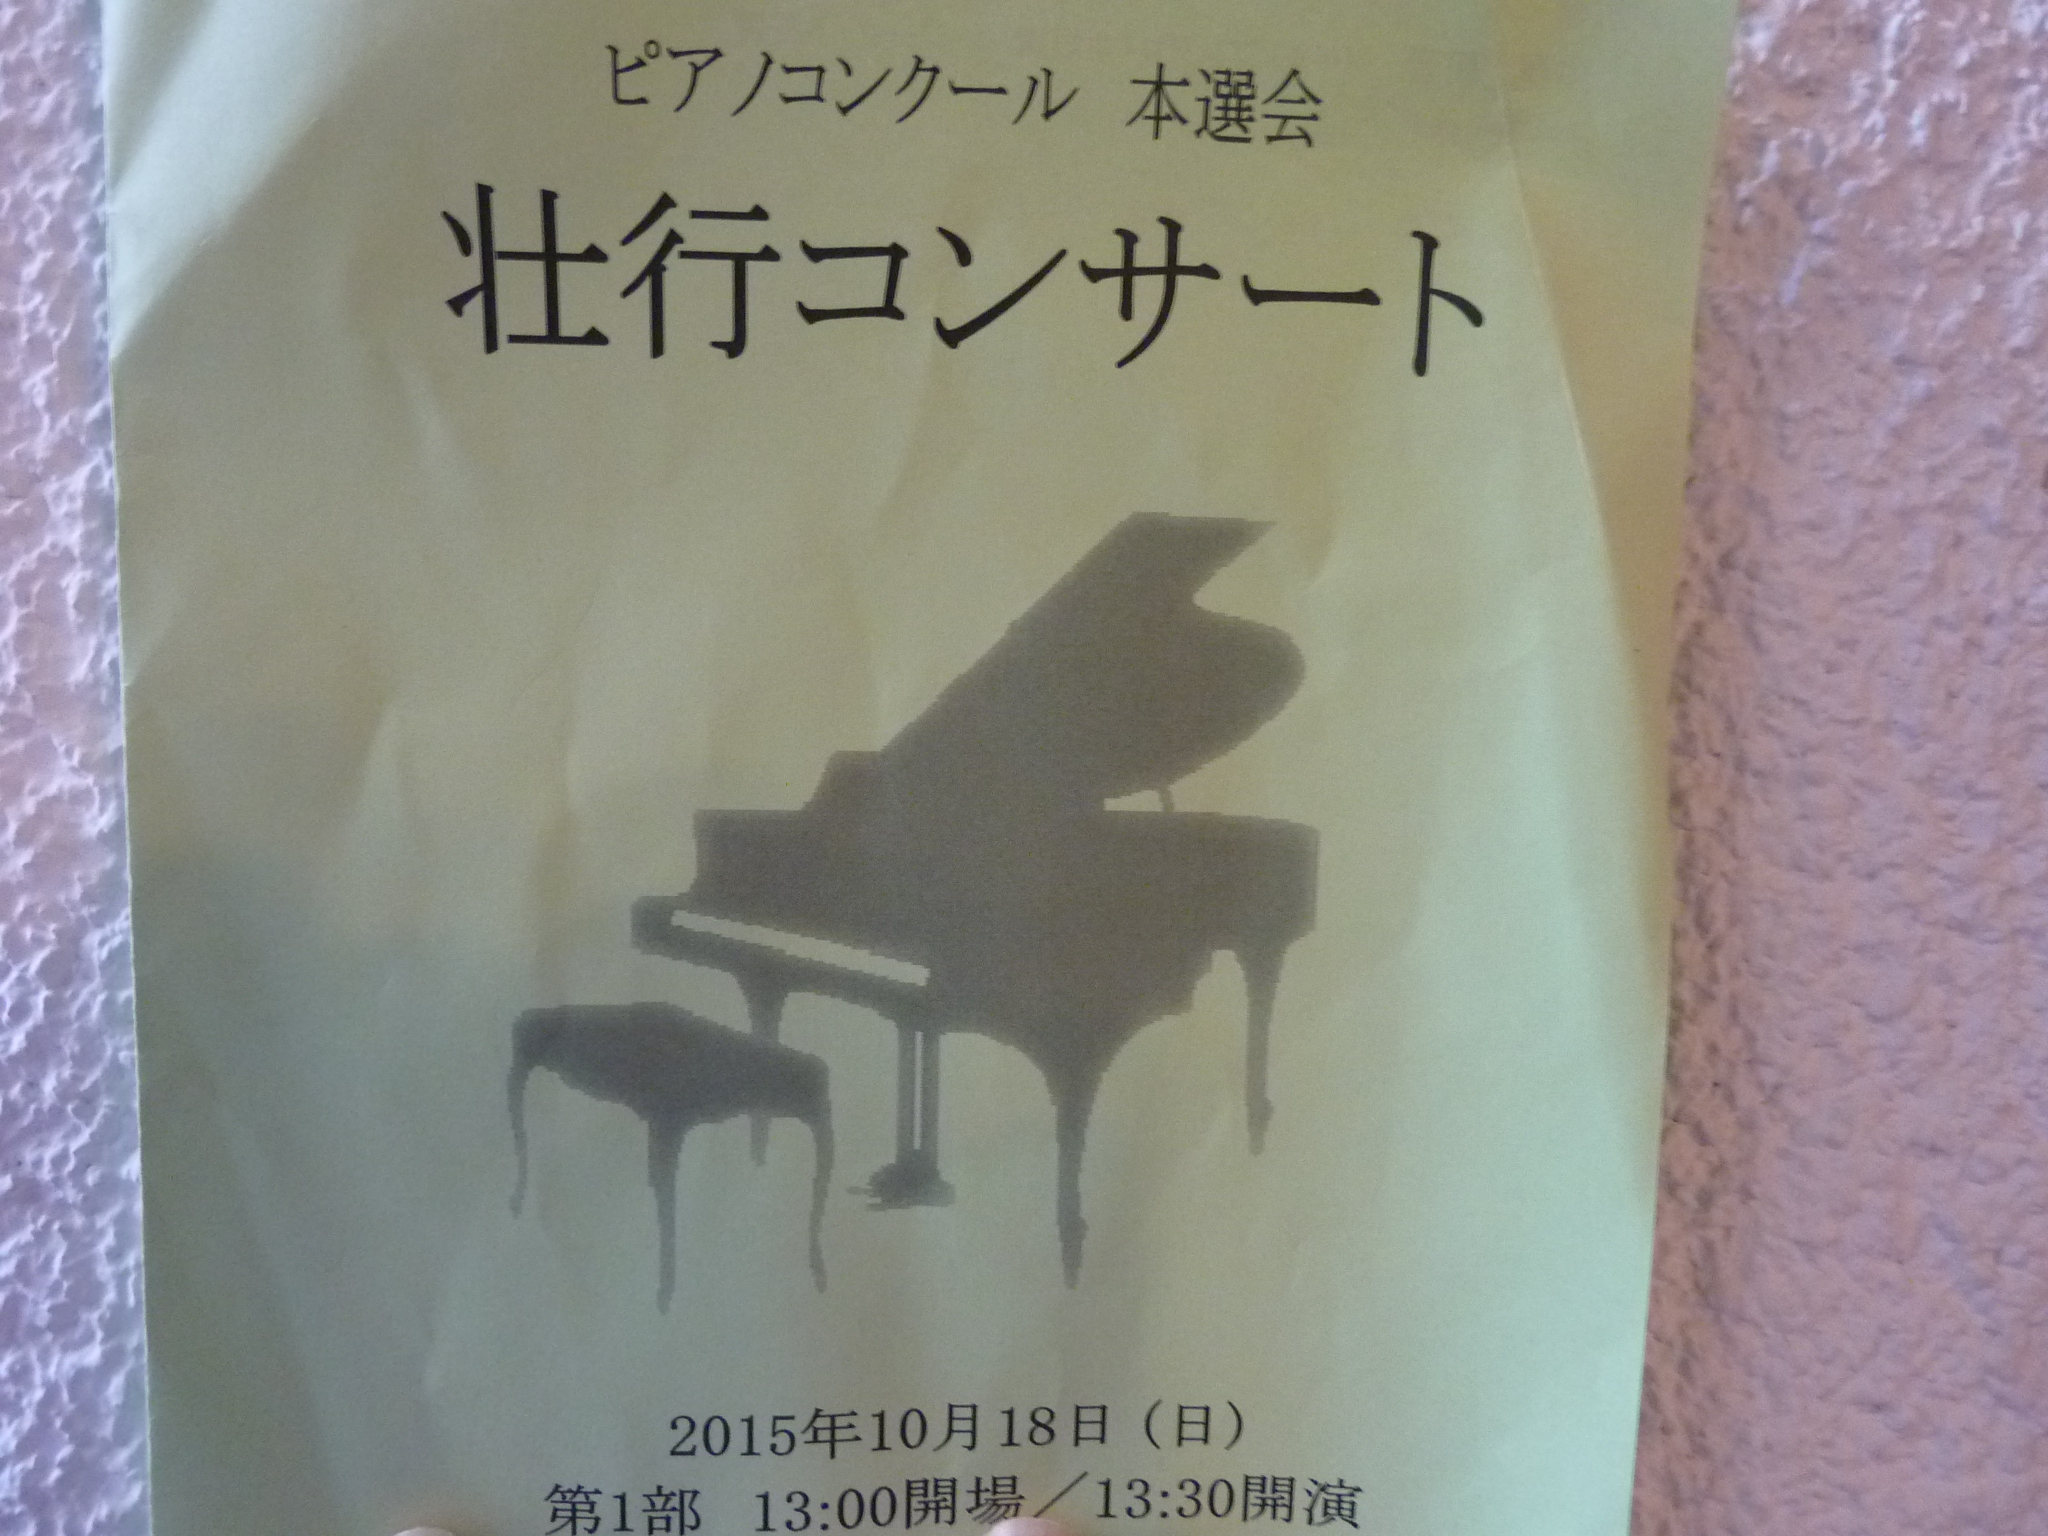 ピアノコンクール 本選会
壮行コンサート
2015年10月18日（日）
第1部 13:00開場／13:30開演